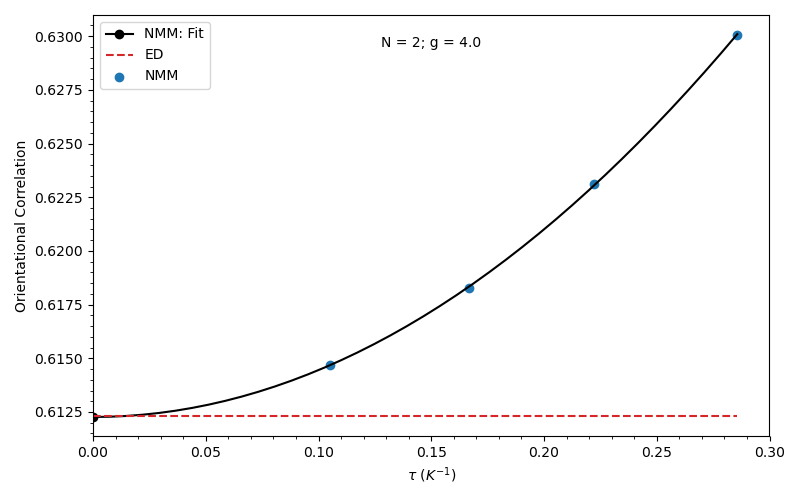 NMM: Fit
ED
NMM
N = 2; g = 4.0
Orientational Correlation
0.6300
0.6275
0.6250
0.6225
0.6200
0.6175
0.6150
0.6125
0.00 0.05 0.10 0.15 0.20 0.25 0.30
τ (K⁻¹)